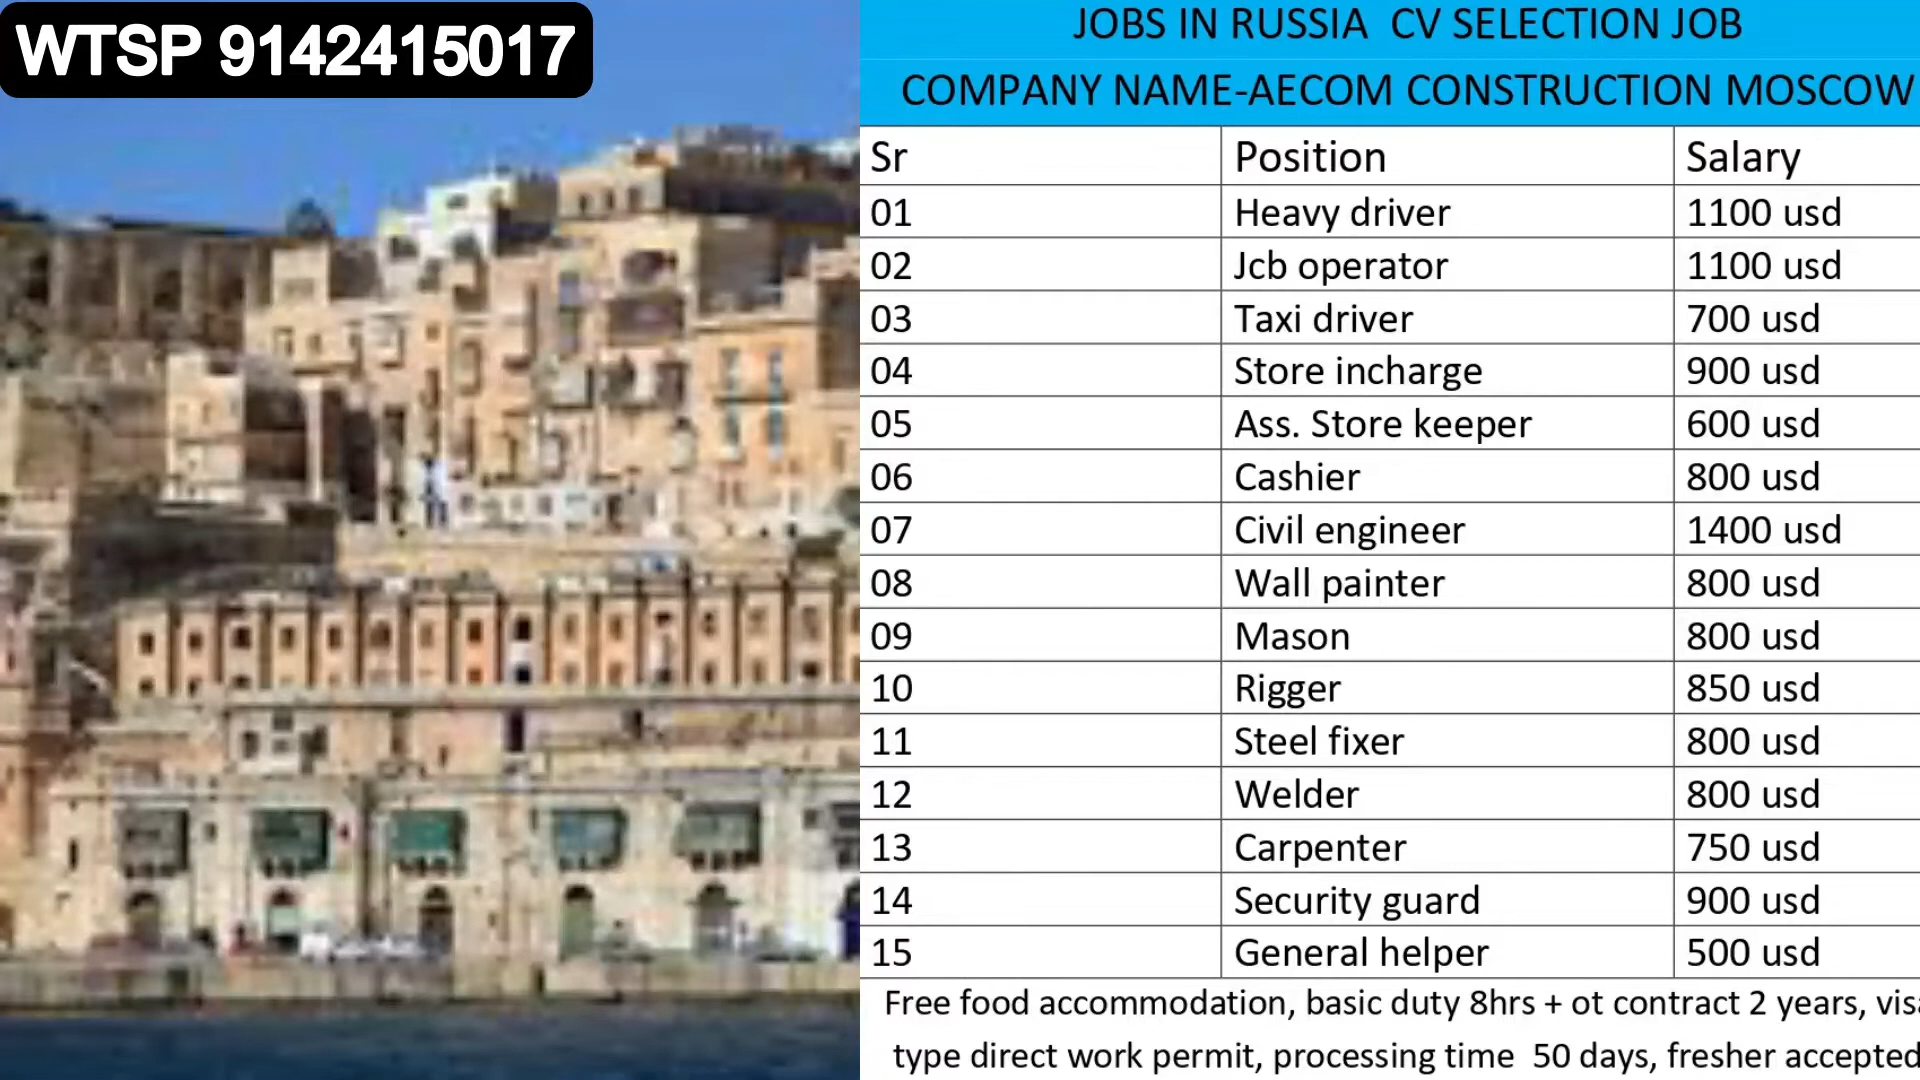 WTSP 9142415017
JOBS IN RUSSIA CV SELECTION JOB
COMPANY NAME-AECOM CONSTRUCTION MOSCOW
Sr Position Salary
01 Heavy driver 1100 usd
02 Jcb operator 1100 usd
03 Taxi driver 700 usd
04 Store incharge 900 usd
05 Ass. Store keeper 600 usd
06 Cashier 800 usd
07 Civil engineer 1400 usd
08 Wall painter 800 usd
09 Mason 800 usd
10 Rigger 850 usd
11 Steel fixer 800 usd
12 Welder 800 usd
13 Carpenter 750 usd
14 Security guard 900 usd
15 General helper 500 usd
Free food accommodation, basic duty 8hrs + ot contract 2 years,
type direct work permit, processing time 50 days, fresher accepted